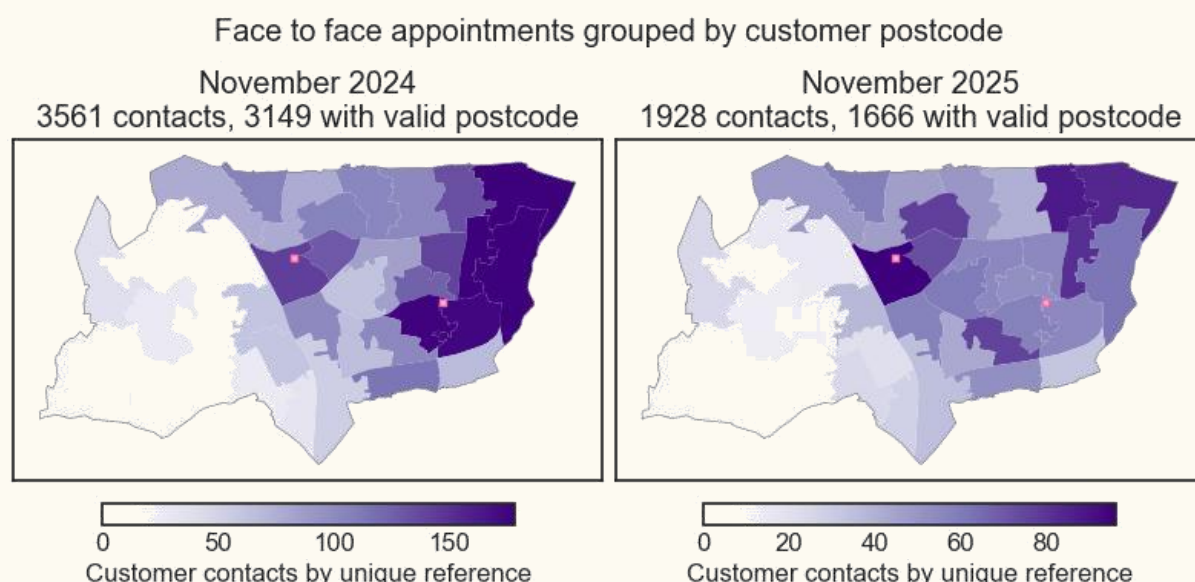 Face to face appointments grouped by customer postcode
November 2024
3561 contacts, 3149 with valid postcode
November 2025
1928 contacts, 1666 with valid postcode
0 50 100 150
Customer contacts by unique reference
0 20 40 60 80
Customer contacts by unique reference